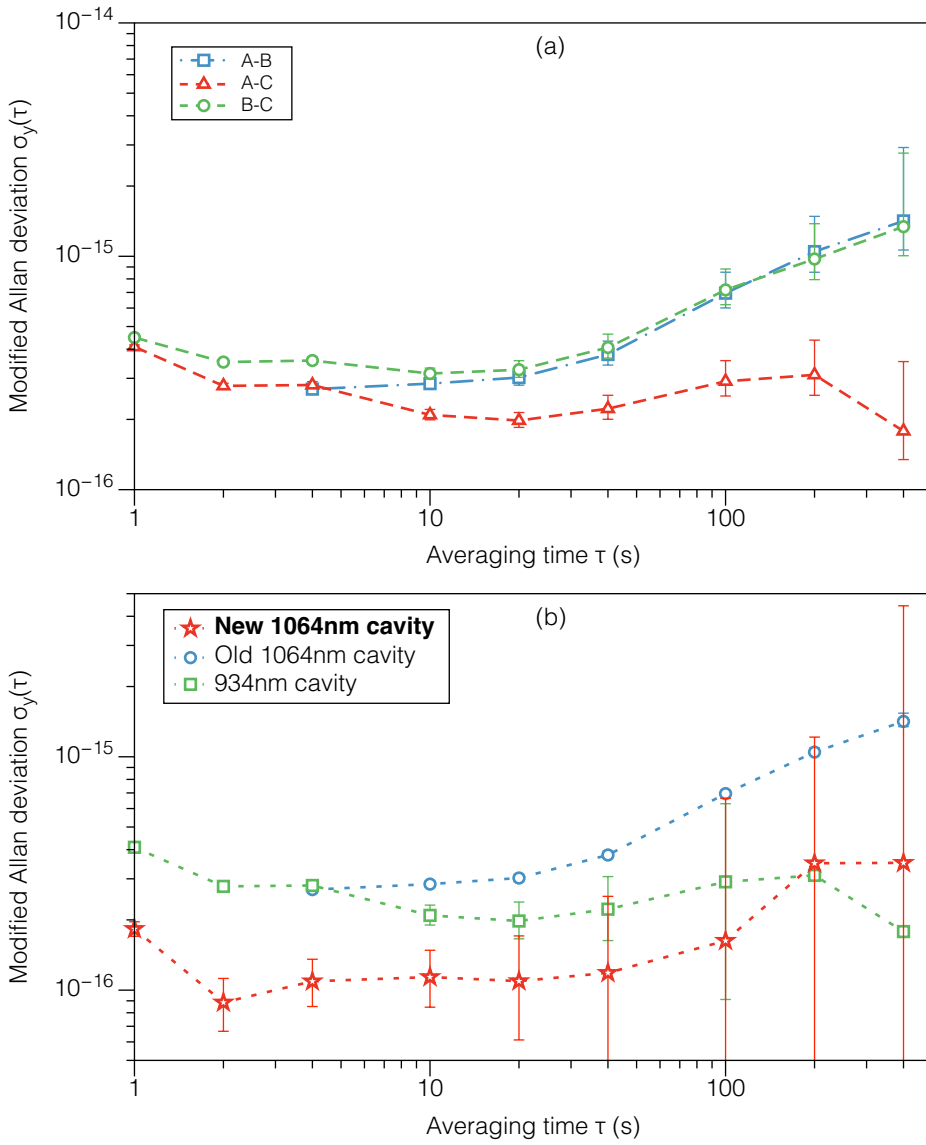 10⁻¹⁴
(a)
A-B
A-C
B-C
Modified Allan deviation σy(τ)
10⁻¹⁵
10⁻¹⁶
1 10 100
Averaging time τ (s)
(b)
New 1064nm cavity
Old 1064nm cavity
934nm cavity
Modified Allan deviation σy(τ)
10⁻¹⁵
10⁻¹⁶
1 10 100
Averaging time τ (s)